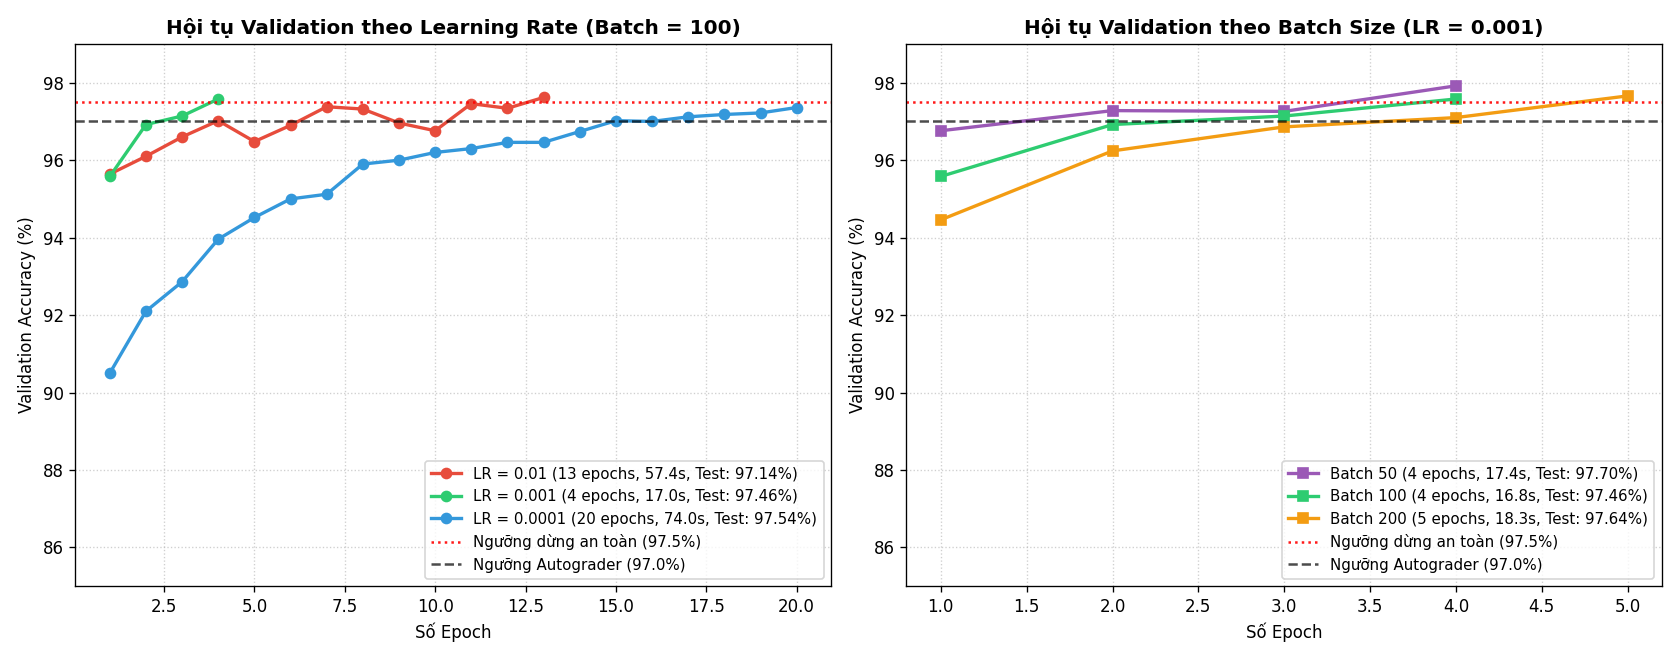 Hội tụ Validation theo Learning Rate (Batch = 100)
Validation Accuracy (%)
98
96
94
92
90
88
86
LR = 0.01 (13 epochs, 57.4s, Test: 97.14%)
LR = 0.001 (4 epochs, 17.0s, Test: 97.46%)
LR = 0.0001 (20 epochs, 74.0s, Test: 97.54%)
Ngưỡng dừng an toàn (97.5%)
Ngưỡng Autograder (97.0%)
2.5 5.0 7.5 10.0 12.5 15.0 17.5 20.0
Số Epoch
Hội tụ Validation theo Batch Size (LR = 0.001)
Validation Accuracy (%)
98
96
94
92
90
88
86
Batch 50 (4 epochs, 17.4s, Test: 97.70%)
Batch 100 (4 epochs, 16.8s, Test: 97.46%)
Batch 200 (5 epochs, 18.3s, Test: 97.64%)
Ngưỡng dừng an toàn (97.5%)
Ngưỡng Autograder (97.0%)
1.0 1.5 2.0 2.5 3.0 3.5 4.0 4.5 5.0
Số Epoch